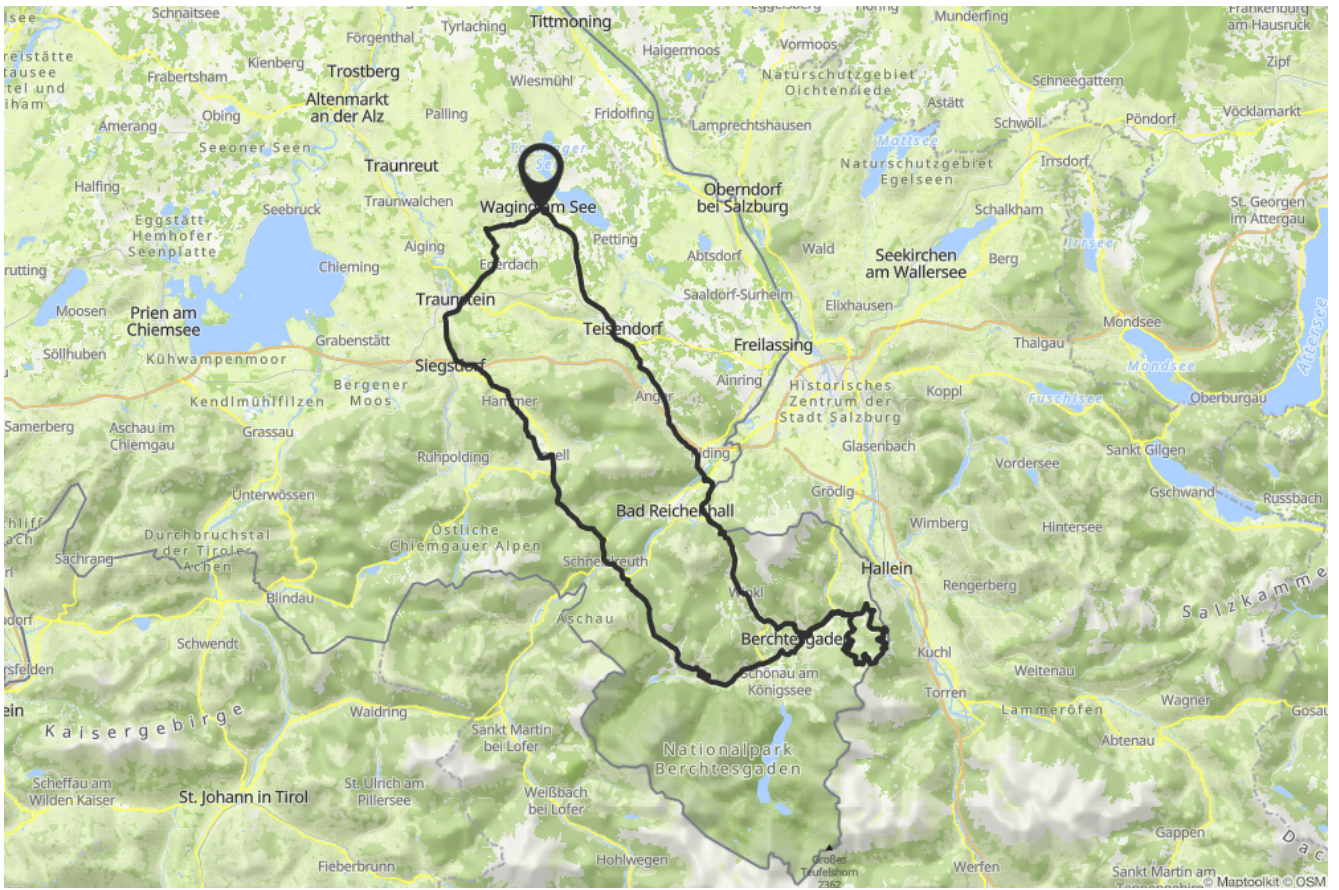 Schnaitsee
Tyrlaching
Tittmoning
Eggelsberg
Höring
Munderfing
Frankenburg
am Hausruck
Förgenthal
Kienberg
Trostberg
Frabertsham
Wiesmühl
Haigermoos
Vormoos
Naturschutzgebiet
Oichtenriede
Schneegattern
Zipf
Altenmarkt
an der Alz
Obing
Palling
Fridolfing
Astätt
Vöcklamarkt
Amerang
Lamprechtshausen
Schwöll
Pöndorf
Seeoner Seen
Mattsee
Naturschutzgebiet
Egelseen
Irrsdorf
Traunreut
Halfing
Traunwalchen
Seebruck
Waging am See
Oberndorf
bei Salzburg
Schalkham
St. Georgen
im Attergau
Eggstätt-
Hemhofer
Seenplatte
Aiging
Petting
Abtsdorf
Wald
Seekirchen
am Wallersee
Berg
Irrsee
Chieming
Ederdach
Saaldorf-Surheim
Elixhausen
Moosen
Prien am
Chiemsee
Traunstein
Teisendorf
Freilassing
Mondsee
Thalgau
Attersee
Söllhuben
Kühwampenmoor
Grabenstätt
Siegsdorf
Ainring
Historisches
Zentrum der
Stadt Salzburg
Koppl
Fuschlsee
Mondsee
Oberburgau
Kendlmühlfilzen
Bergener
Moos
Hammer
Anger
Samerberg
Aschau im
Chiemgau
Grassau
Glasenbach
Sankt Gilgen
Ruhpolding
Vordersee
Unterwössen
Grödig
Gschwand
Russbach
Bad Reichenhall
Wimberg
Hintersee
Durchbruchstal
der Tiroler
Achen
Östliche
Chiemgauer Alpen
Sachrang
Hallein
Rengerberg
Blindau
Winkl
Salzkamme
Aschau
Schwendt
Berchtesgaden
Kuchl
Weitenau
Schönau am
Königssee
Torren
Wagner
Lammeröfen
Gosau
Waidring
Kaisergebirge
Sankt Martin
bei Lofer
Abtenau
Nationalpark
Berchtesgaden
Scheffau am
Wilden Kaiser
St. Johann in Tirol
St. Ulrich am
Pillersee
Weißbach
bei Lofer
Gappen
Fieberbrunn
Hohlwegen
Großes
Teufelshorn
2362
Werfen
Sankt Martin am
© Maptoolkit © OSM